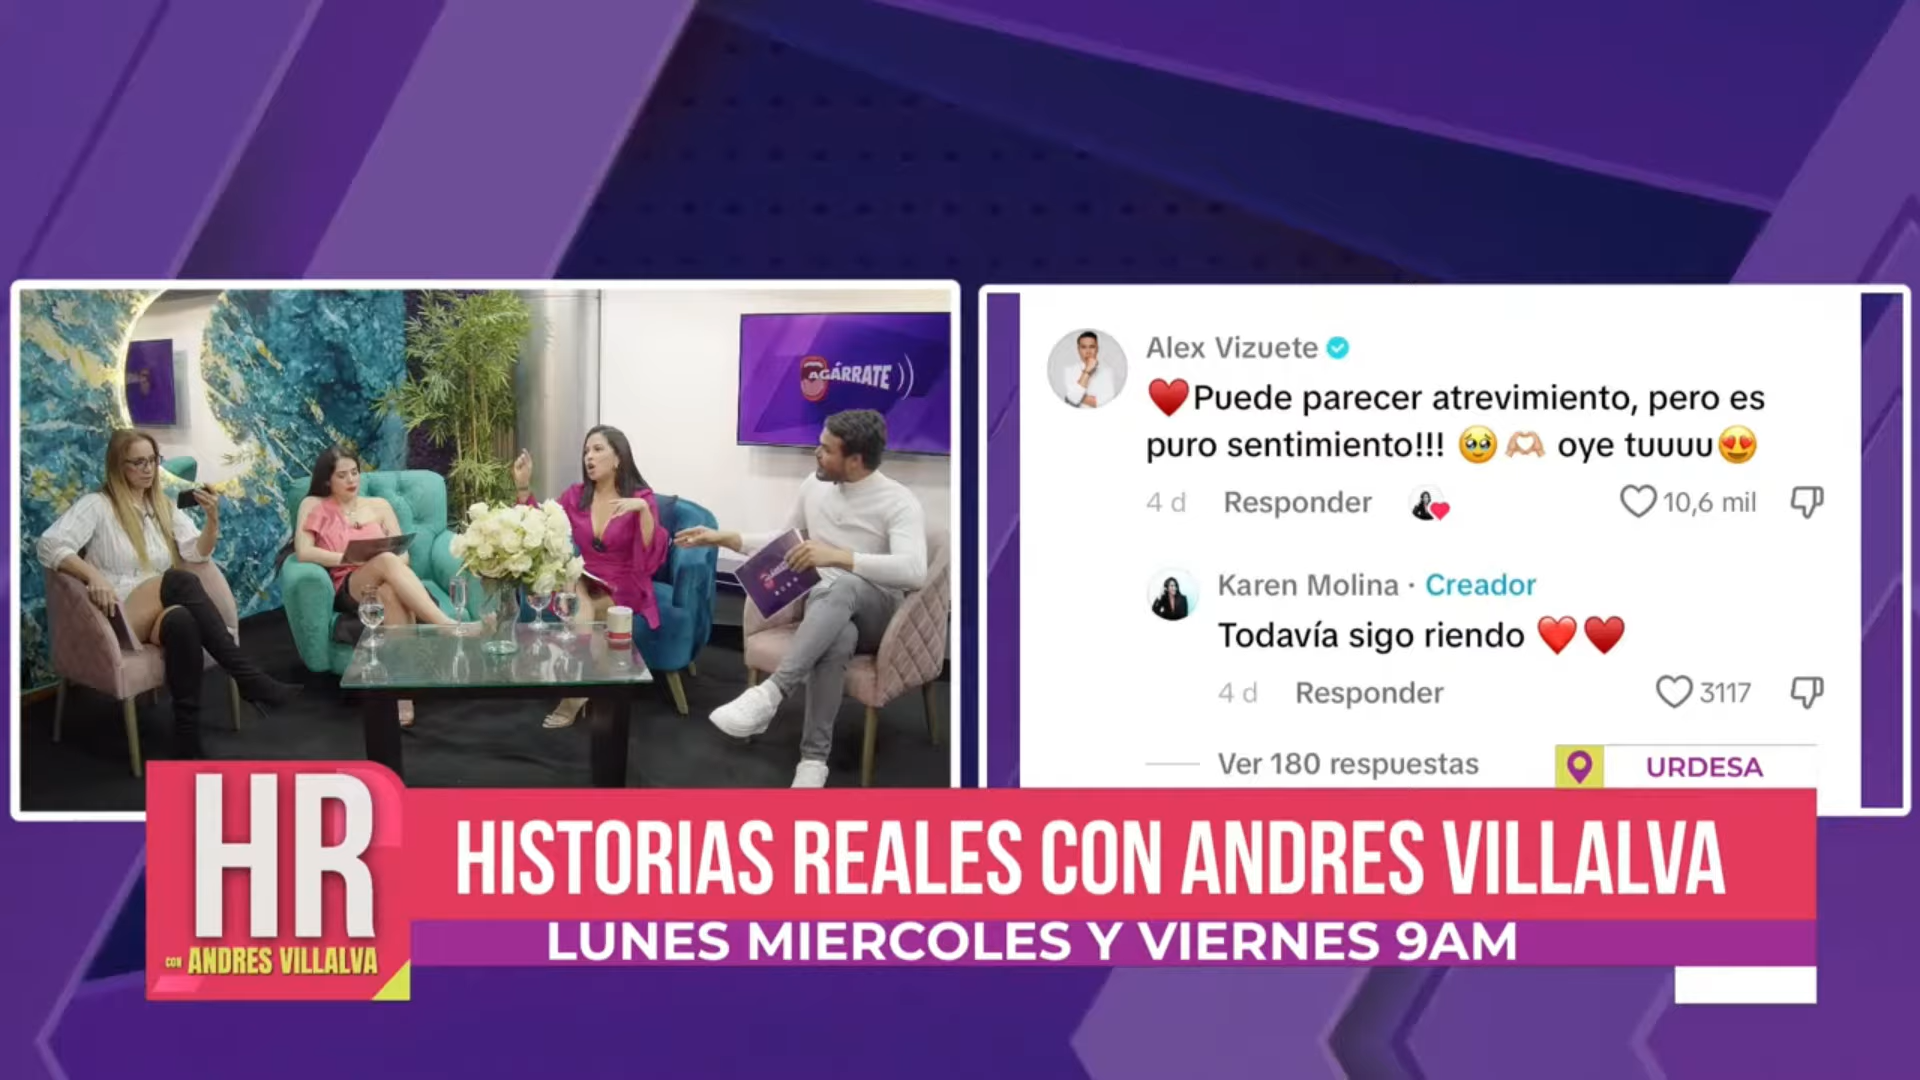 AGÁRRATE
Alex Vizuete
❤️Puede parecer atrevimiento, pero es
puro sentimiento!!! 🥹🫶🏼 oye tuuuu😍
4 d Responder 10,6 mil
Karen Molina · Creador
Todavía sigo riendo ❤️❤️
4 d Responder 3117
Ver 180 respuestas
URDESA
HR
CON ANDRES VILLALVA
HISTORIAS REALES CON ANDRES VILLALVA
LUNES MIERCOLES Y VIERNES 9AM